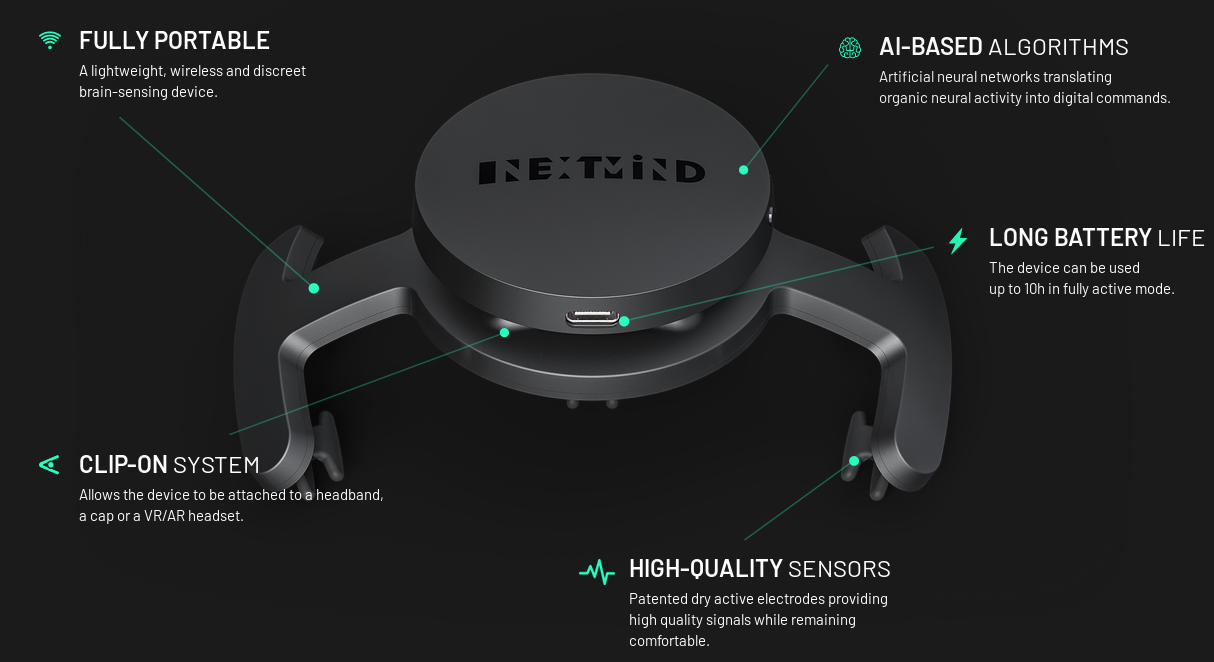 FULLY PORTABLE
A lightweight, wireless and discreet
brain-sensing device.
AI-BASED ALGORITHMS
Artificial neural networks translating
organic neural activity into digital commands.
NEXTMiND
LONG BATTERY LIFE
The device can be used
up to 10h in fully active mode.
CLIP-ON SYSTEM
Allows the device to be attached to a headband,
a cap or a VR/AR headset.
HIGH-QUALITY SENSORS
Patented dry active electrodes providing
high quality signals while remaining
comfortable.